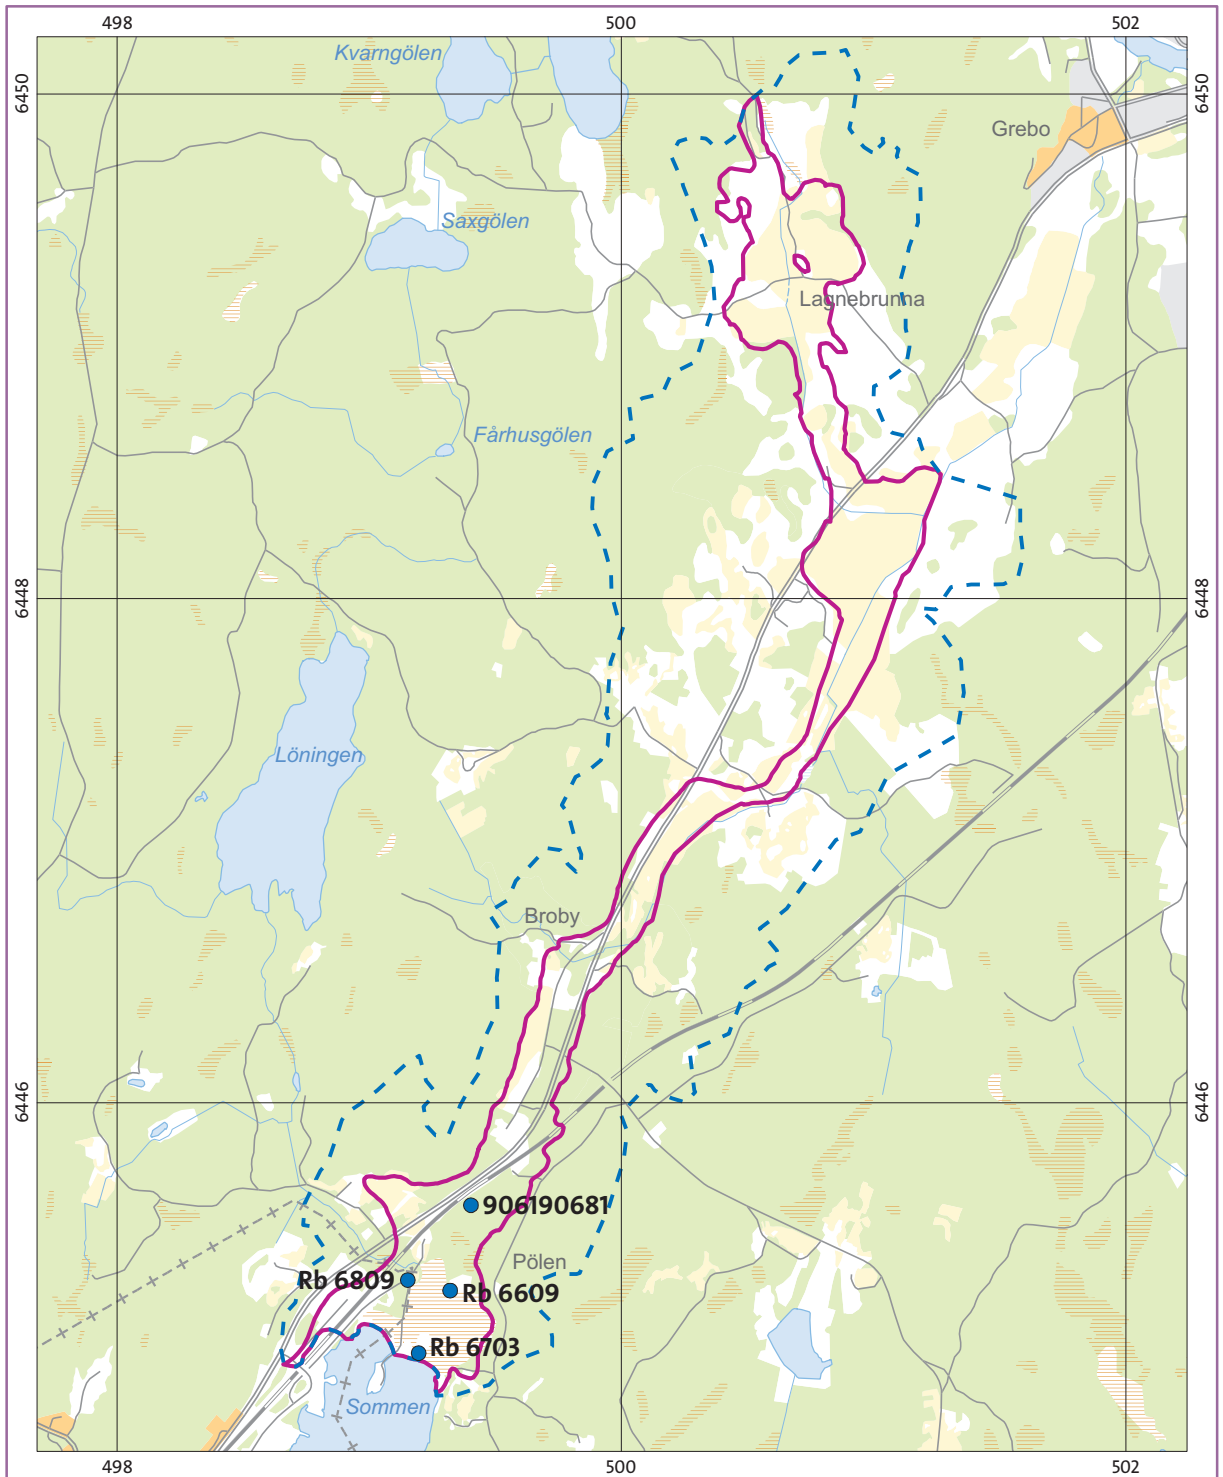 498 500 502
Kvarngölen
6450 6450
Grebo
Saxgölen
Lagnebrunna
Fårhusgölen
6448 6448
Löningen
Broby
6446 6446
906190681
Pölen
Rb 6809
Rb 6609
Rb 6703
Sommen
498 500 502